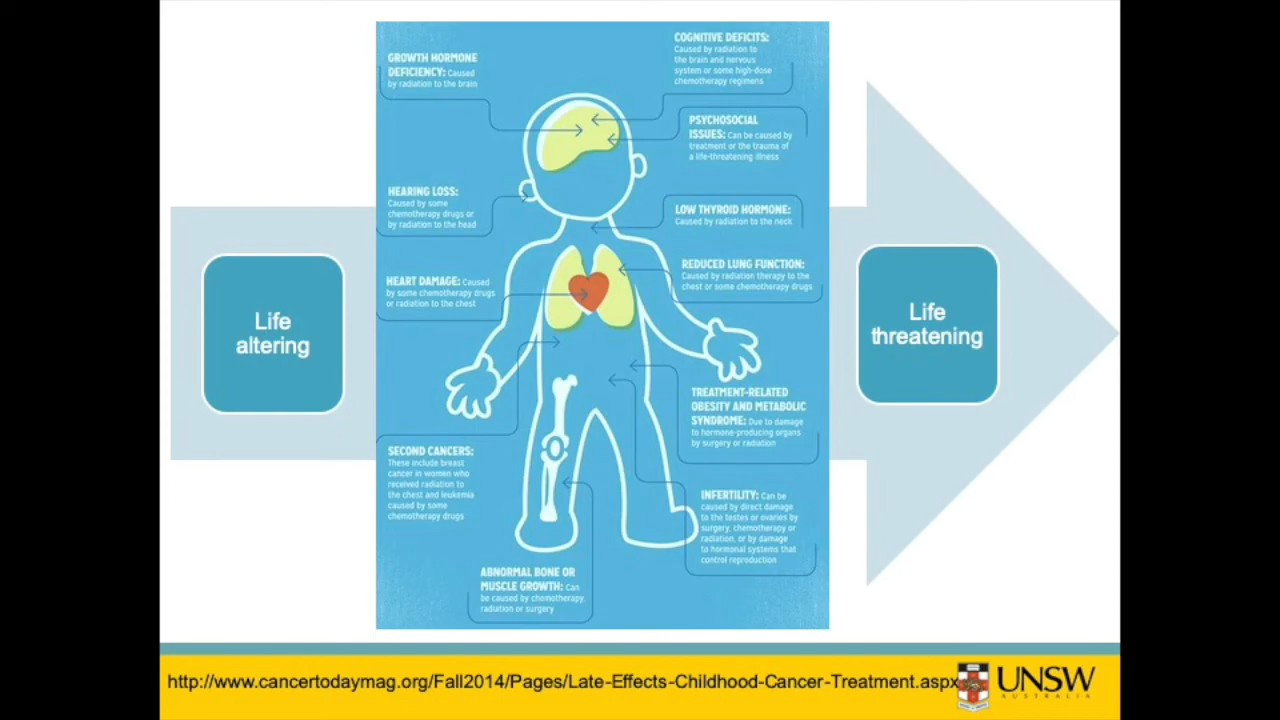 GROWTH HORMONE
DEFICIENCY: Caused
by radiation to the brain
COGNITIVE DEFICITS:
Caused by radiation to
the brain and nervous
system or some high-dose
chemotherapy regimens
PSYCHOSOCIAL
ISSUES: Can be caused by
treatment or the trauma of
a life-threatening illness
HEARING LOSS:
Caused by some
chemotherapy drugs or
by radiation to the head
LOW THYROID HORMONE:
Caused by radiation to the neck
HEART DAMAGE: Caused
by some chemotherapy drugs
or radiation to the chest
REDUCED LUNG FUNCTION:
Caused by radiation therapy to the
chest or some chemotherapy drugs
Life
altering
Life
threatening
TREATMENT-RELATED
OBESITY AND METABOLIC
SYNDROME: Due to damage
to hormone-producing organs
by surgery or radiation
SECOND CANCERS:
These include breast
cancer in women who
received radiation to
the chest and leukemia
caused by some
chemotherapy drugs
INFERTILITY: Can be
caused by direct damage
to the testes or ovaries by
surgery, chemotherapy or
radiation, or by damage
to hormonal systems that
control reproduction
ABNORMAL BONE OR
MUSCLE GROWTH: Can
be caused by chemotherapy,
radiation or surgery
http://www.cancertodaymag.org/Fall2014/Pages/Late-Effects-Childhood-Cancer-Treatment.aspx
UNSW
AUSTRALIA